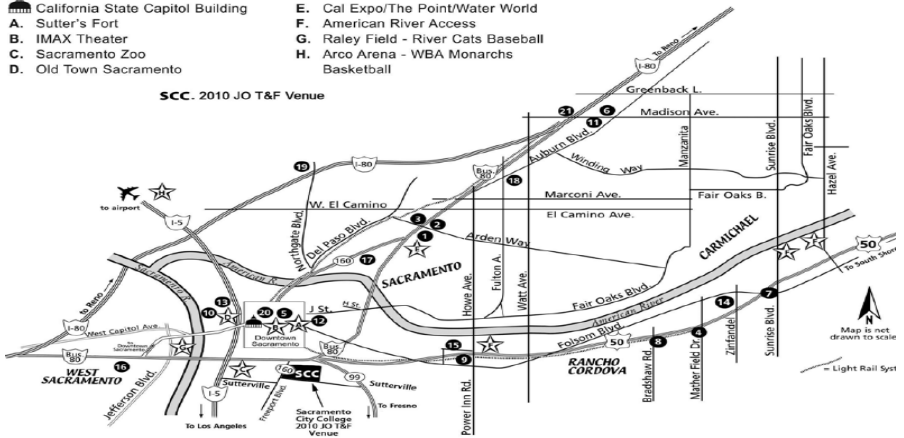 California State Capitol Building
A. Sutter's Fort
B. IMAX Theater
C. Sacramento Zoo
D. Old Town Sacramento
E. Cal Expo/The Point/Water World
F. American River Access
G. Raley Field - River Cats Baseball
H. Arco Arena - WBA Monarchs
Basketball
SCC. 2010 JO T&F Venue
To Reno
I-80
Greenback L.
Madison Ave.
21
6
11
Auburn Blvd.
Winding Way
Manzanita
Sunrise Blvd.
Fair Oaks Blvd.
Hazel Ave.
19
I-80
Bus. 80
18
H
to airport
I-5
W. El Camino
Marconi Ave.
Fair Oaks B.
El Camino Ave.
Northgate Blvd.
Del Paso Blvd.
3
2
1
E
Arden Way
CARMICHAEL
160
17
SACRAMENTO
Sacramento R.
American R.
Howe Ave.
Fulton A.
Watt Ave.
F
50
To South Shore
to Reno
I-80
13
10
D
20
5
B
A
12
J St.
H St.
Downtown
Sacramento
Fair Oaks Blvd
American River
Folsom Blvd
50
14
7
N
Map is not
drawn to scale
West Capitol Ave.
To
Downtown
Sacramento
G
Bus
80
Bus
80
15
9
8
4
RANCHO
CORDOVA
Bradshaw Rd.
Mather Field Dr.
Zinfandel
Sunrise Blvd.
= Light Rail Syst
WEST
SACRAMENTO
16
Jefferson Blvd.
I-5
Sutterville
160
SCC
99
Sutterville
Freeport Blvd.
To Fresno
To Los Angeles
Sacramento
City College
2010 JO T&F
Venue
Power Inn Rd.